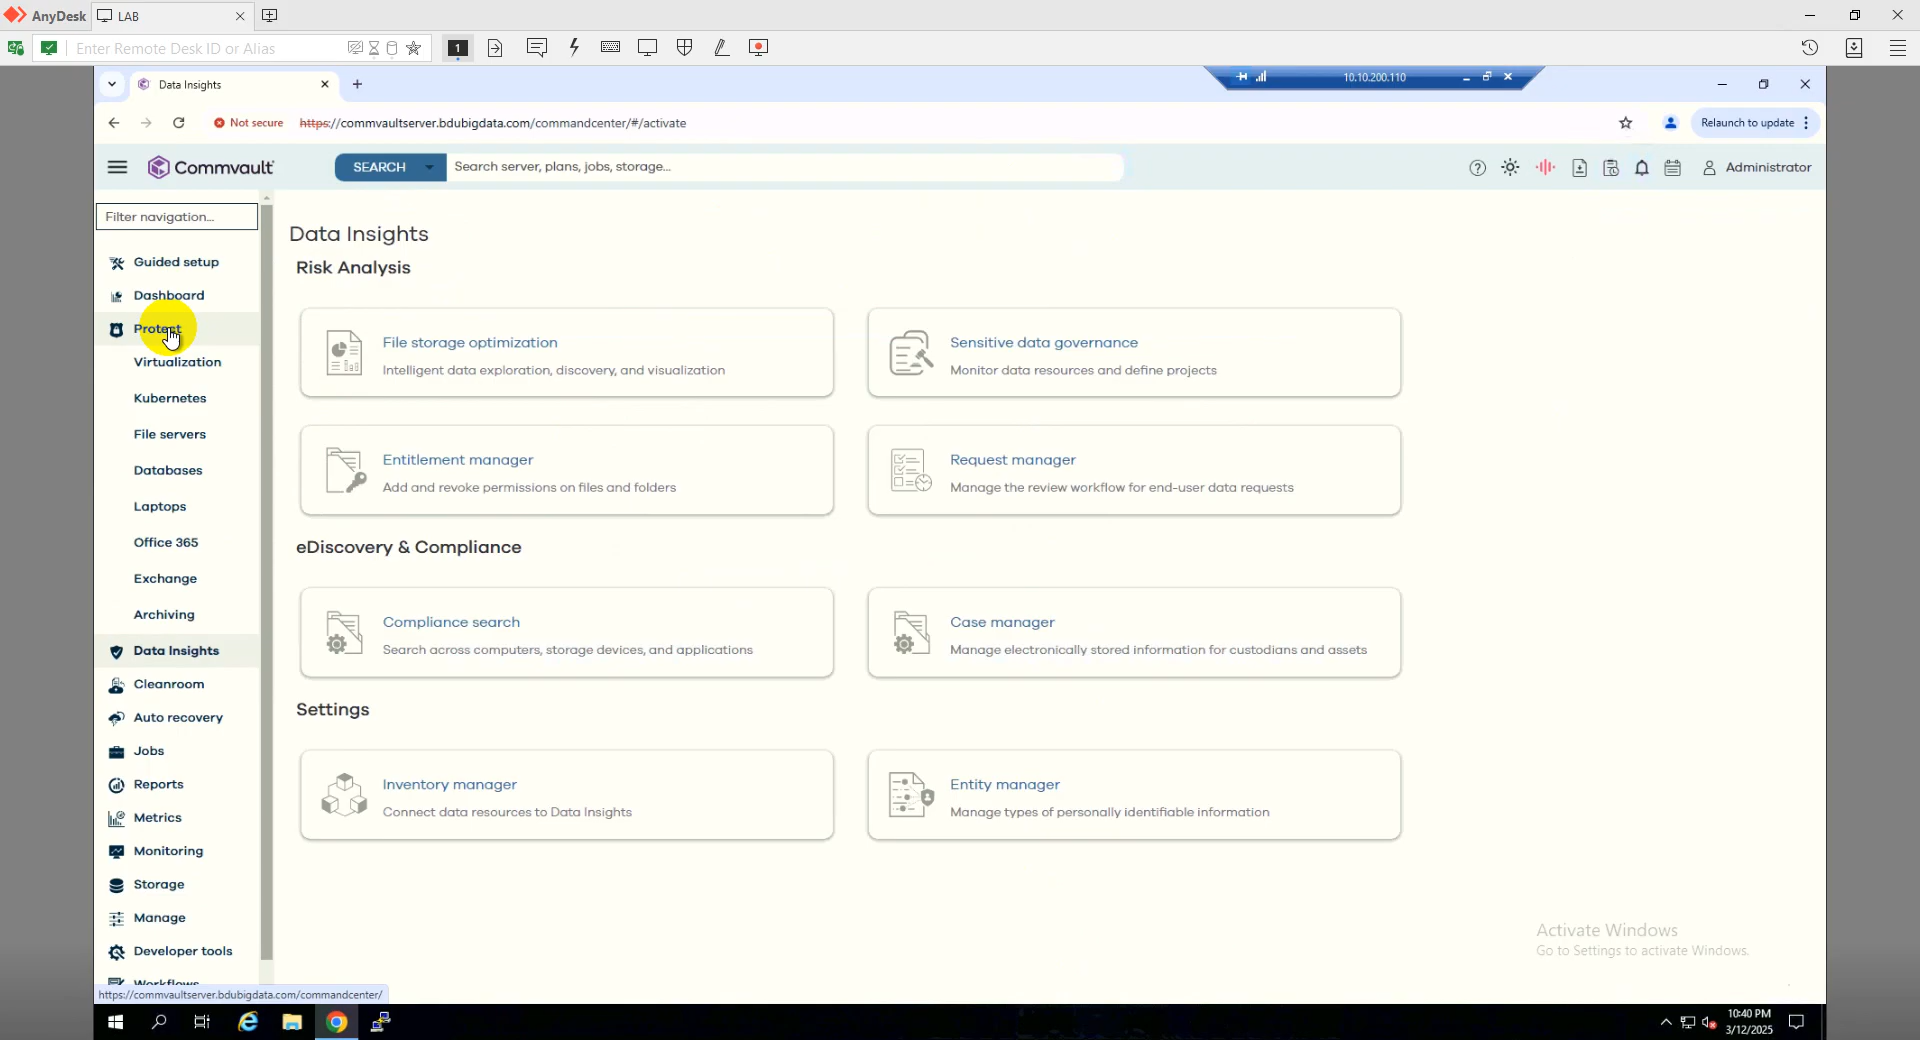 AnyDesk
LAB
Enter Remote Desk ID or Alias
1
Data Insights
10.10.200.110
Not secure
https://commvaultserver.bdubigdata.com/commandcenter/#/activate
Relaunch to update
Commvault
SEARCH
Search server, plans, jobs, storage...
Administrator
Filter navigation...
Guided setup
Dashboard
Protect
Virtualization
Kubernetes
File servers
Databases
Laptops
Office 365
Exchange
Archiving
Data Insights
Cleanroom
Auto recovery
Jobs
Reports
Metrics
Monitoring
Storage
Manage
Developer tools
Workflows
Data Insights
Risk Analysis
File storage optimization
Intelligent data exploration, discovery, and visualization
Sensitive data governance
Monitor data resources and define projects
Entitlement manager
Add and revoke permissions on files and folders
Request manager
Manage the review workflow for end-user data requests
eDiscovery & Compliance
Compliance search
Search across computers, storage devices, and applications
Case manager
Manage electronically stored information for custodians and assets
Settings
Inventory manager
Connect data resources to Data Insights
Entity manager
Manage types of personally identifiable information
Activate Windows
Go to Settings to activate Windows.
https://commvaultserver.bdubigdata.com/commandcenter/
10:40 PM
3/12/2025